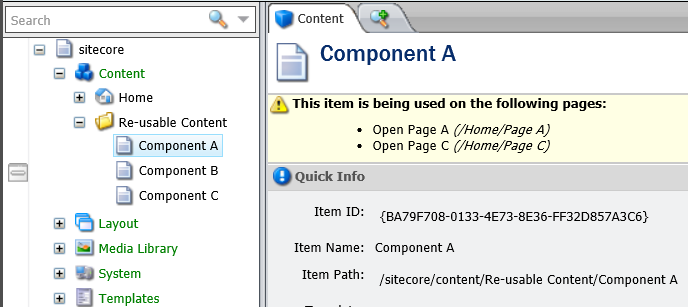 Search
sitecore
Content
Home
Re-usable Content
Component A
Component B
Component C
Layout
Media Library
System
Templates
Content
Component A
This item is being used on the following pages:
• Open Page A (/Home/Page A)
• Open Page C (/Home/Page C)
Quick Info
Item ID: {BA79F708-0133-4E73-8E36-FF32D857A3C6}
Item Name: Component A
Item Path: /sitecore/content/Re-usable Content/Component A